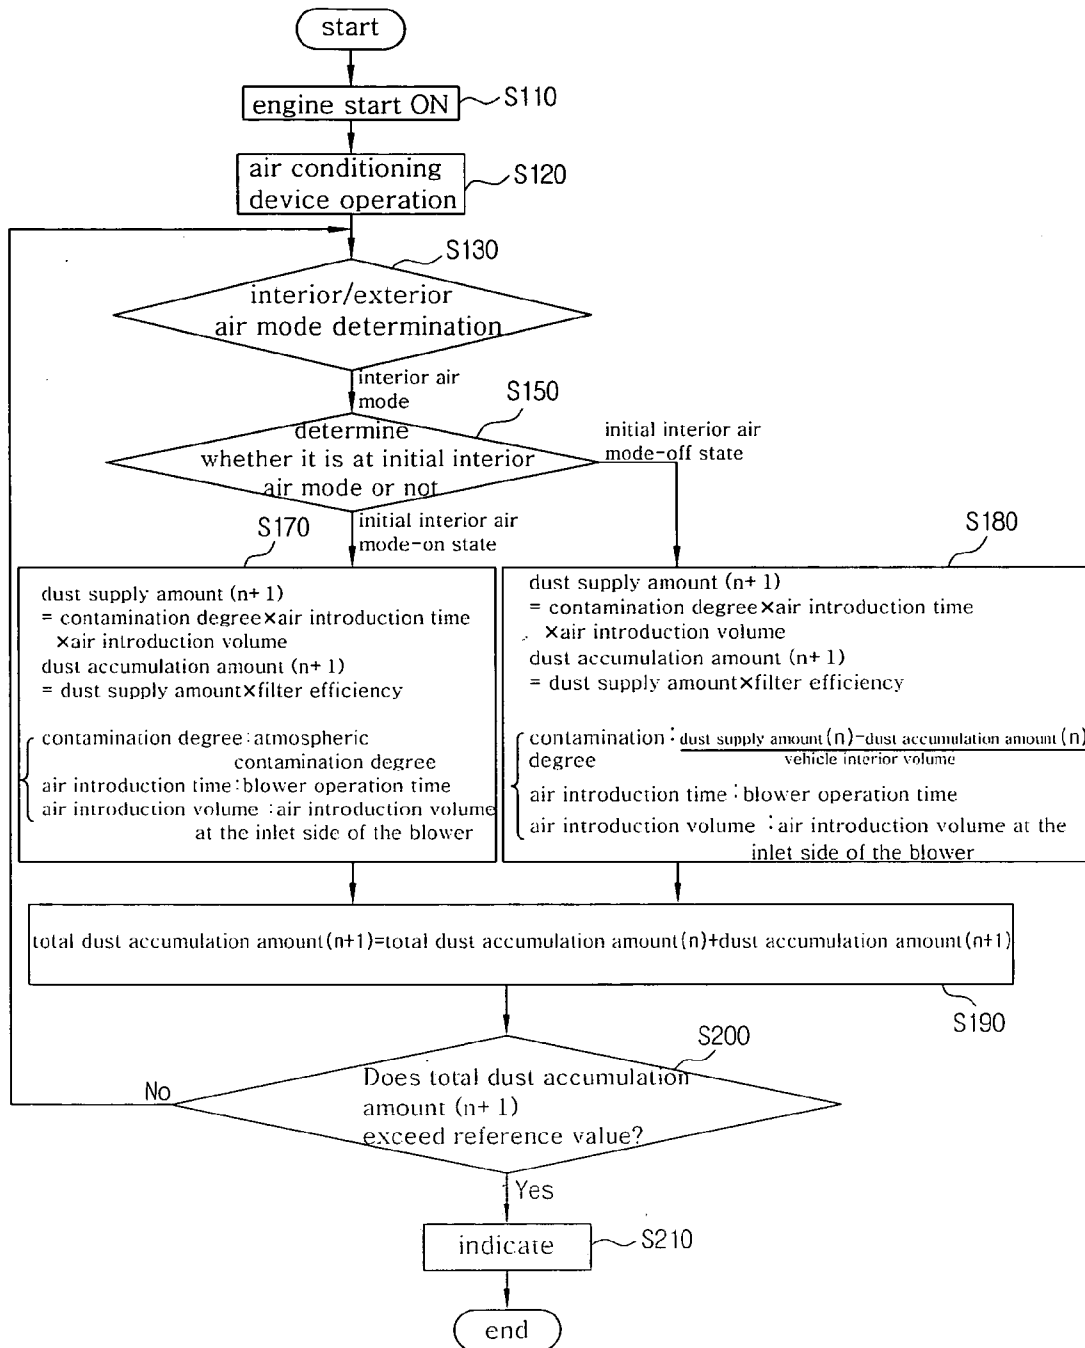 start
engine start ON
S110
air conditioning
device operation
S120
S130
interior/exterior
air mode determination
interior air
mode
S150
determine
whether it is at initial interior
air mode or not
initial interior air
mode-off state
initial interior air
mode-on state
S170
S180
dust supply amount (n+1)
= contamination degree×air introduction time
×air introduction volume
dust accumulation amount (n+1)
= dust supply amount×filter efficiency
contamination degree:atmospheric
contamination degree
air introduction time:blower operation time
air introduction volume :air introduction volume
at the inlet side of the blower
dust supply amount (n+1)
= contamination degree×air introduction time
×air introduction volume
dust accumulation amount (n+1)
= dust supply amount×filter efficiency
contamination : dust supply amount(n)-dust accumulation amount(n)
degree
vehicle interior volume
air introduction time:blower operation time
air introduction volume :air introduction volume at the
inlet side of the blower
total dust accumulation amount(n+1)=total dust accumulation amount(n)+dust accumulation amount(n+1)
S190
S200
Does total dust accumulation
amount (n+1)
exceed reference value?
No
Yes
indicate
S210
end